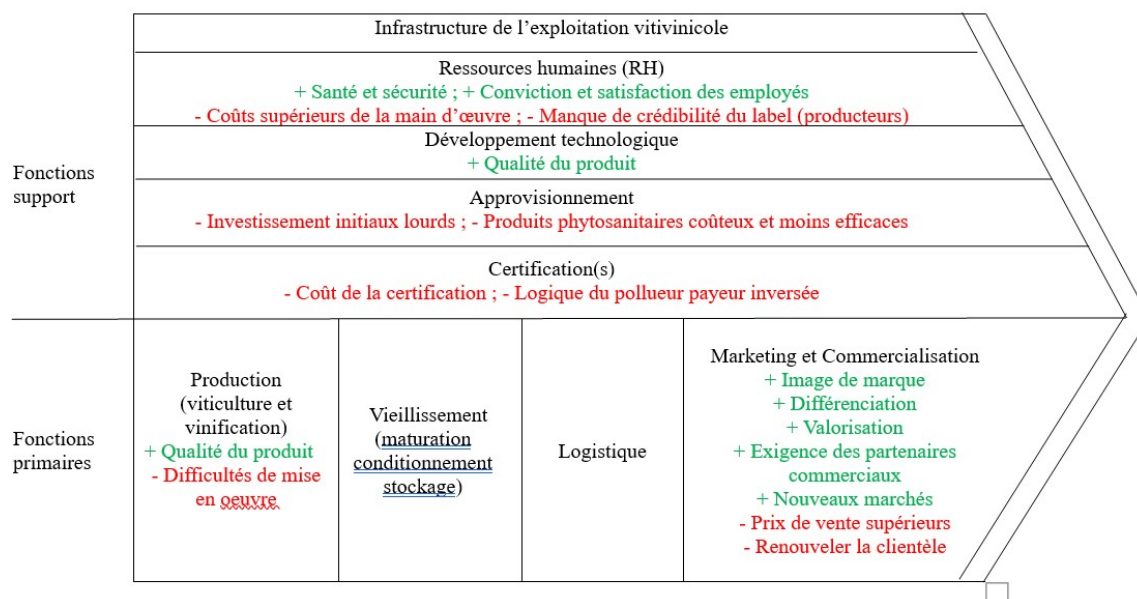 Infrastructure de l'exploitation vitivinicole
Ressources humaines (RH)
+ Santé et sécurité ; + Conviction et satisfaction des employés
- Coûts supérieurs de la main d'œuvre ; - Manque de crédibilité du label (producteurs)
Développement technologique
+ Qualité du produit
Fonctions
support
Approvisionnement
- Investissement initiaux lourds ; - Produits phytosanitaires coûteux et moins efficaces
Certification(s)
- Coût de la certification ; - Logique du pollueur payeur inversée
Fonctions
primaires
Production
(viticulture et
vinification)
+ Qualité du produit
- Difficultés de mise
en oeuvre
Vieillissement
(maturation
conditionnement
stockage)
Logistique
Marketing et Commercialisation
+ Image de marque
+ Différenciation
+ Valorisation
+ Exigence des partenaires
commerciaux
+ Nouveaux marchés
- Prix de vente supérieurs
- Renouveler la clientèle